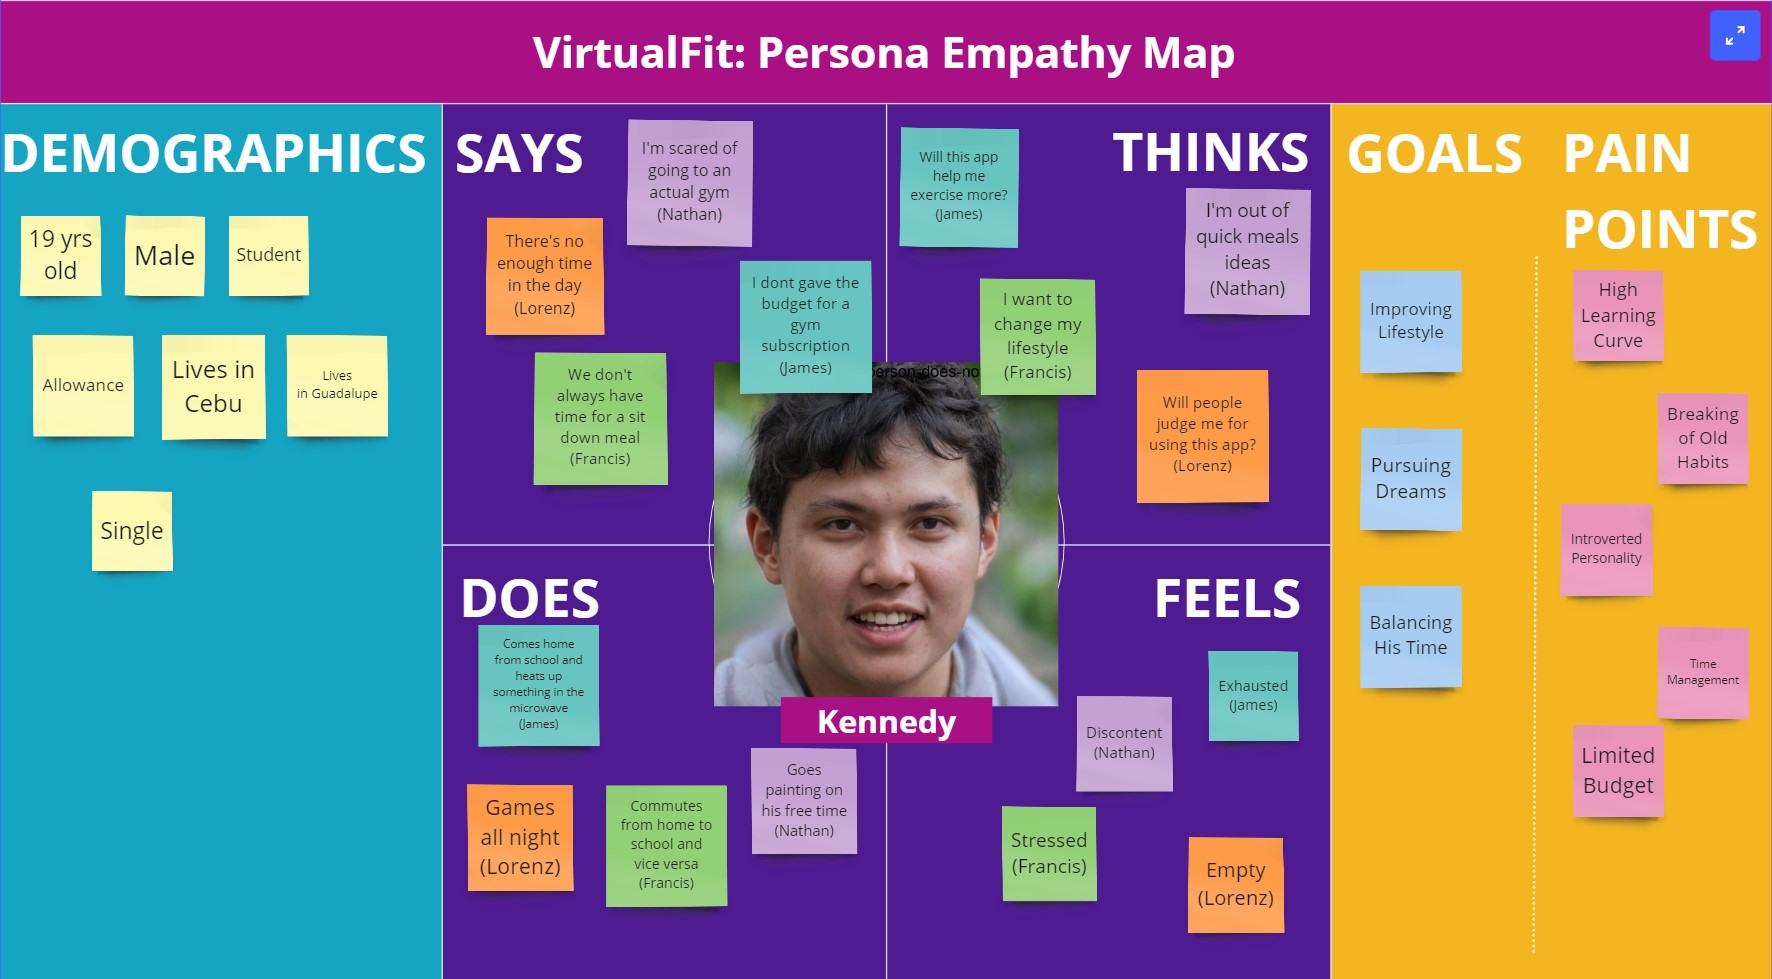 VirtualFit: Persona Empathy Map
DEMOGRAPHICS
19 yrs
old
Male
Student
Allowance
Lives in
Cebu
Lives
in Guadalupe
Single
SAYS
I'm scared of
going to an
actual gym
(Nathan)
There's no
enough time
in the day
(Lorenz)
I dont gave the
budget for a
gym
subscription
(James)
We don't
always have
time for a sit
down meal
(Francis)
THINKS
Will this app
help me
exercise more?
(James)
I'm out of
quick meals
ideas
(Nathan)
I want to
change my
lifestyle
(Francis)
Will people
judge me for
using this app?
(Lorenz)
person-does-no
Kennedy
DOES
Comes home
from school and
heats up
something in the
microwave
(James)
Games
all night
(Lorenz)
Commutes
from home to
school and
vice versa
(Francis)
Goes
painting on
his free time
(Nathan)
FEELS
Exhausted
(James)
Discontent
(Nathan)
Stressed
(Francis)
Empty
(Lorenz)
GOALS
Improving
Lifestyle
Pursuing
Dreams
Balancing
His Time
PAIN
POINTS
High
Learning
Curve
Breaking
of Old
Habits
Introverted
Personality
Time
Management
Limited
Budget